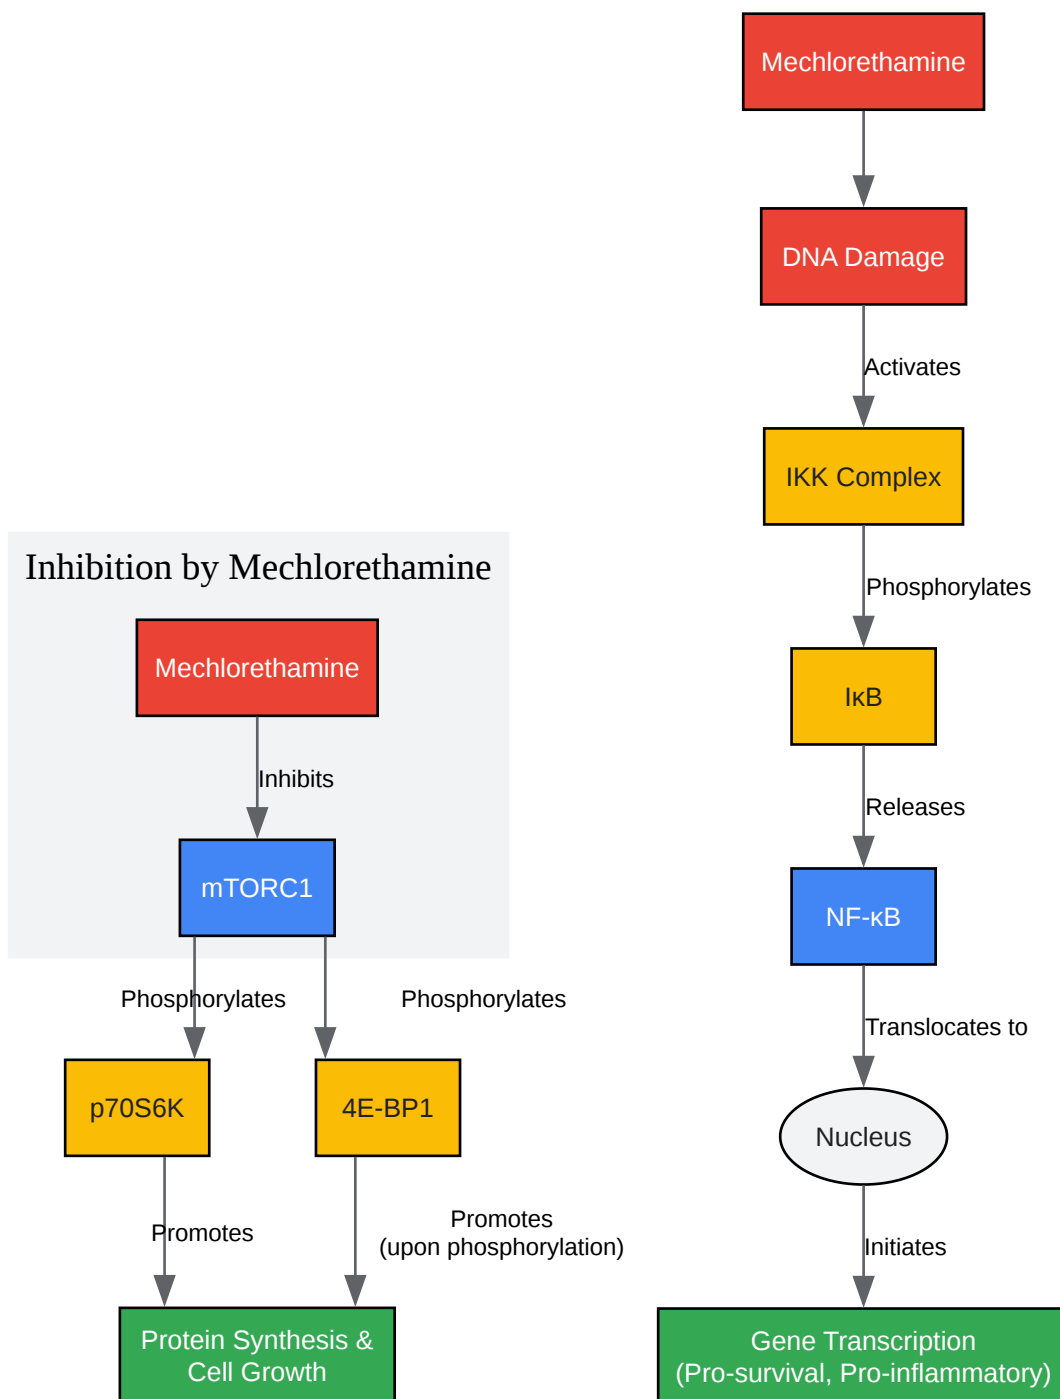 Mechlorethamine
DNA Damage
Activates
IKK Complex
Phosphorylates
IκB
Releases
NF-κB
Translocates to
Nucleus
Initiates
Gene Transcription
(Pro-survival, Pro-inflammatory)
Inhibition by Mechlorethamine
Mechlorethamine
Inhibits
mTORC1
Phosphorylates
Phosphorylates
p70S6K
4E-BP1
Promotes
Promotes
(upon phosphorylation)
Protein Synthesis &
Cell Growth